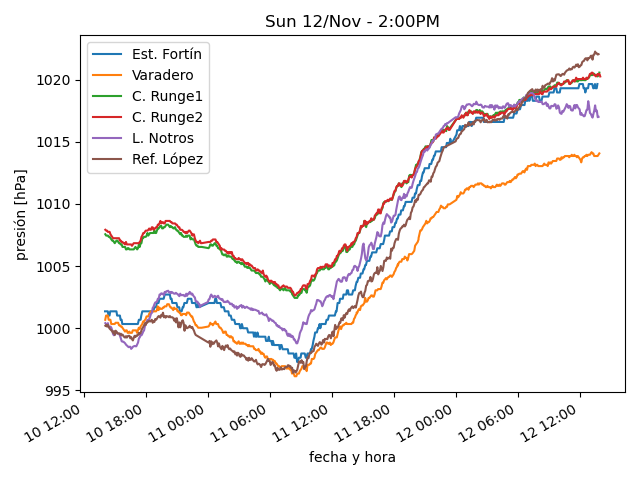 Sun 12/Nov - 2:00PM
Est. Fortín
Varadero
C. Runge1
C. Runge2
L. Notros
Ref. López
presión [hPa]
1020
1015
1010
1005
1000
995
10 12:00
10 18:00
11 00:00
11 06:00
11 12:00
11 18:00
12 00:00
12 06:00
12 12:00
fecha y hora